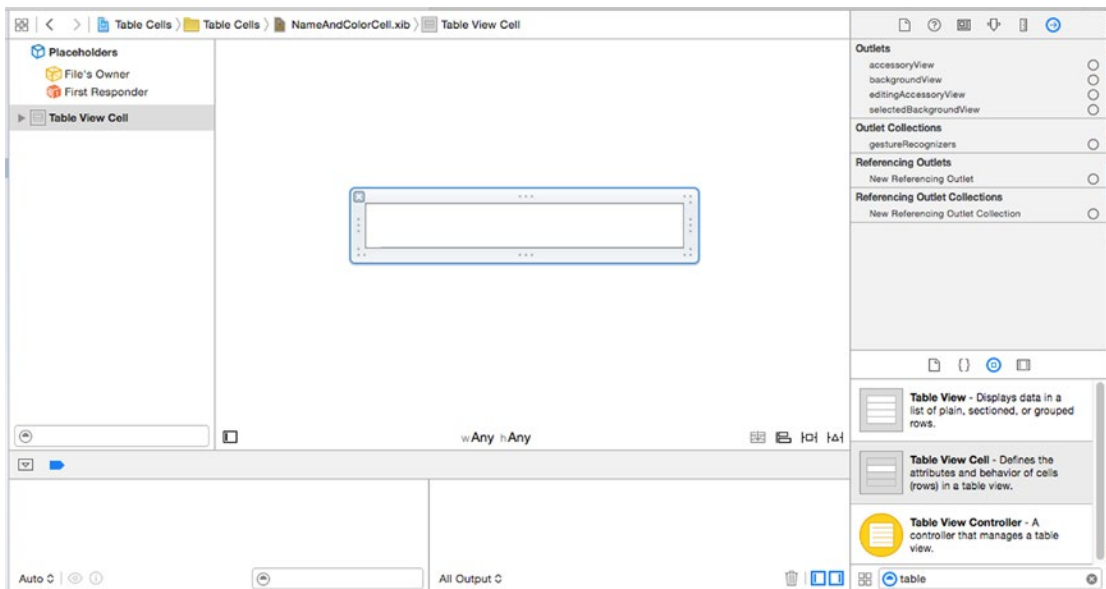 Table Cells
Table Cells
NameAndColorCell.xib
Table View Cell
Placeholders
File's Owner
First Responder
Table View Cell
wAny hAny
Auto
All Output
Outlets
accessoryView
backgroundView
editingAccessoryView
selectedBackgroundView
Outlet Collections
gestureRecognizers
Referencing Outlets
New Referencing Outlet
Referencing Outlet Collections
New Referencing Outlet Collection
Table View - Displays data in a
list of plain, sectioned, or grouped
rows.
Table View Cell - Defines the
attributes and behavior of cells
(rows) in a table view.
Table View Controller - A
controller that manages a table
view.
table